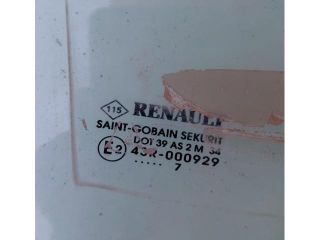 115 RENAULT
SAINT-GOBAIN SEKURIT
DOT 39 AS 2 M 34
E2 43R-000929
..... 7